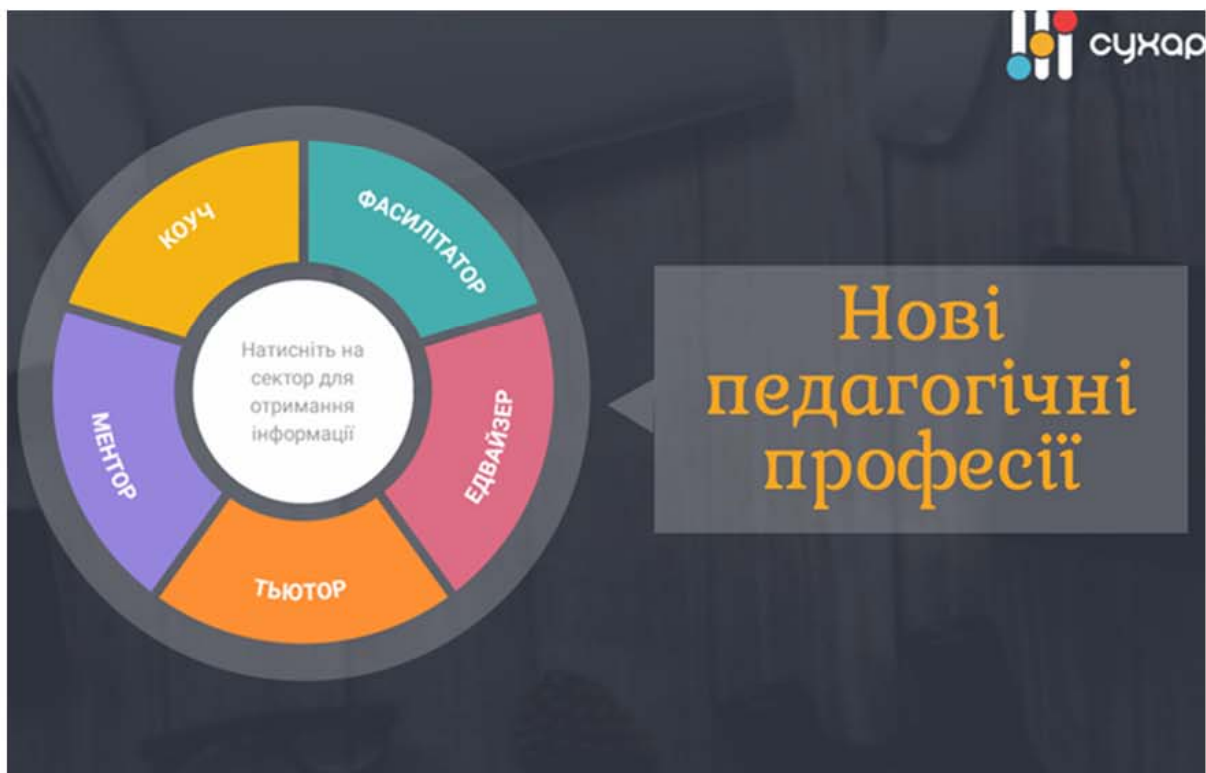 сухар
КОУЧ
ФАСИЛІТАТОР
ЕДВАЙЗЕР
ТЬЮТОР
МЕНТОР
Натисніть на
сектор для
отримання
інформації
Нові
педагогічні
професії